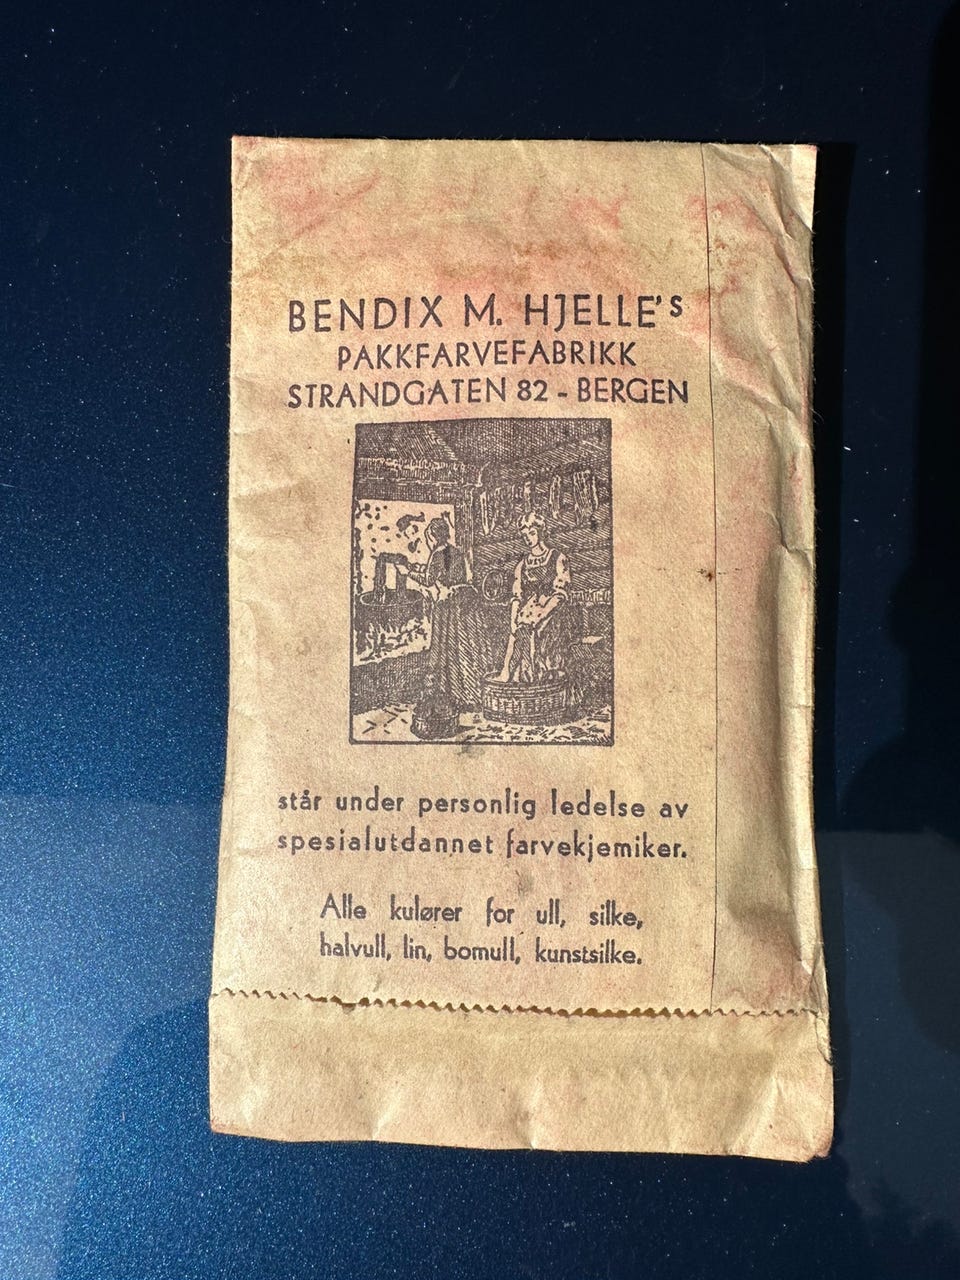 BENDIX M. HJELLE's
PAKKFARVEFABRIKK
STRANDGATEN 82 - BERGEN
står under personlig ledelse av
spesialutdannet farvekjemiker.
Alle kulører for ull, silke,
halvull, lin, bomull, kunstsilke.